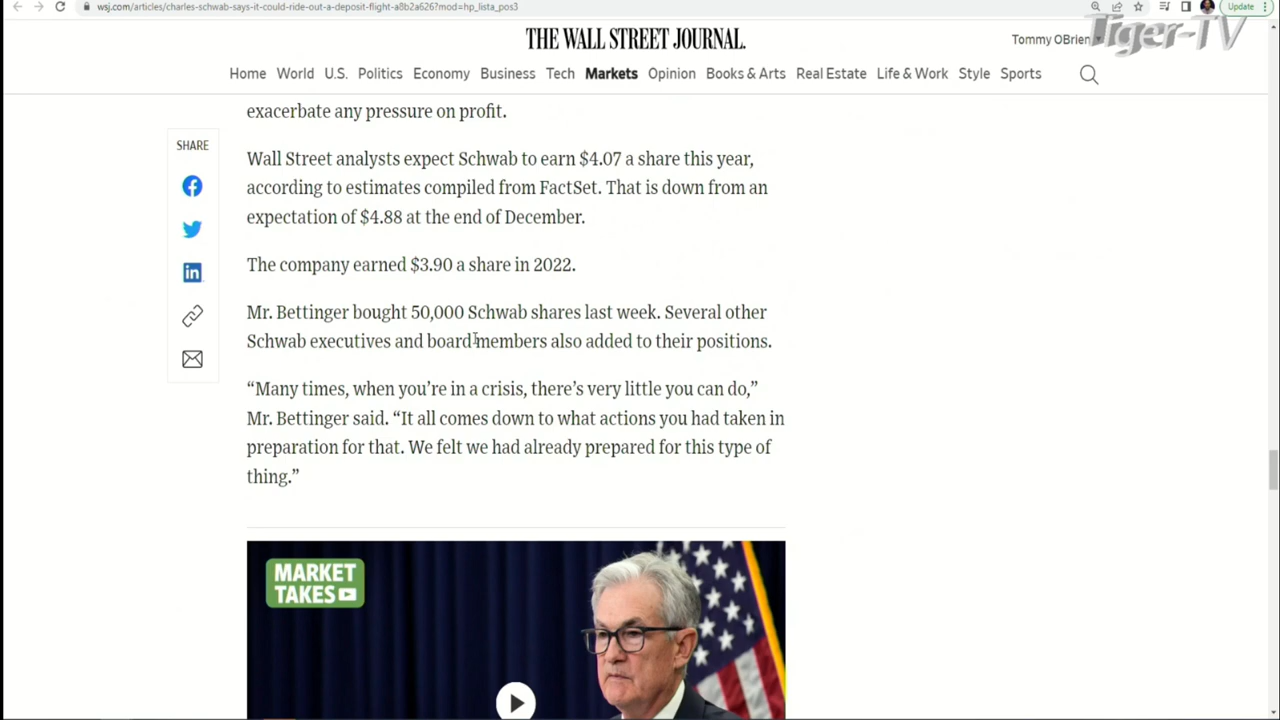 wsj.com/articles/charles-schwab-says-it-could-ride-out-a-deposit-flight-a8b2a626?mod=hp_lista_pos3
Update
THE WALL STREET JOURNAL.
Tommy OBrien
Tiger-TV
Home World U.S. Politics Economy Business Tech Markets Opinion Books & Arts Real Estate Life & Work Style Sports
exacerbate any pressure on profit.
SHARE
Wall Street analysts expect Schwab to earn $4.07 a share this year,
according to estimates compiled from FactSet. That is down from an
expectation of $4.88 at the end of December.
The company earned $3.90 a share in 2022.
Mr. Bettinger bought 50,000 Schwab shares last week. Several other
Schwab executives and board members also added to their positions.
“Many times, when you’re in a crisis, there’s very little you can do,”
Mr. Bettinger said. “It all comes down to what actions you had taken in
preparation for that. We felt we had already prepared for this type of
thing.”
MARKET
TAKES